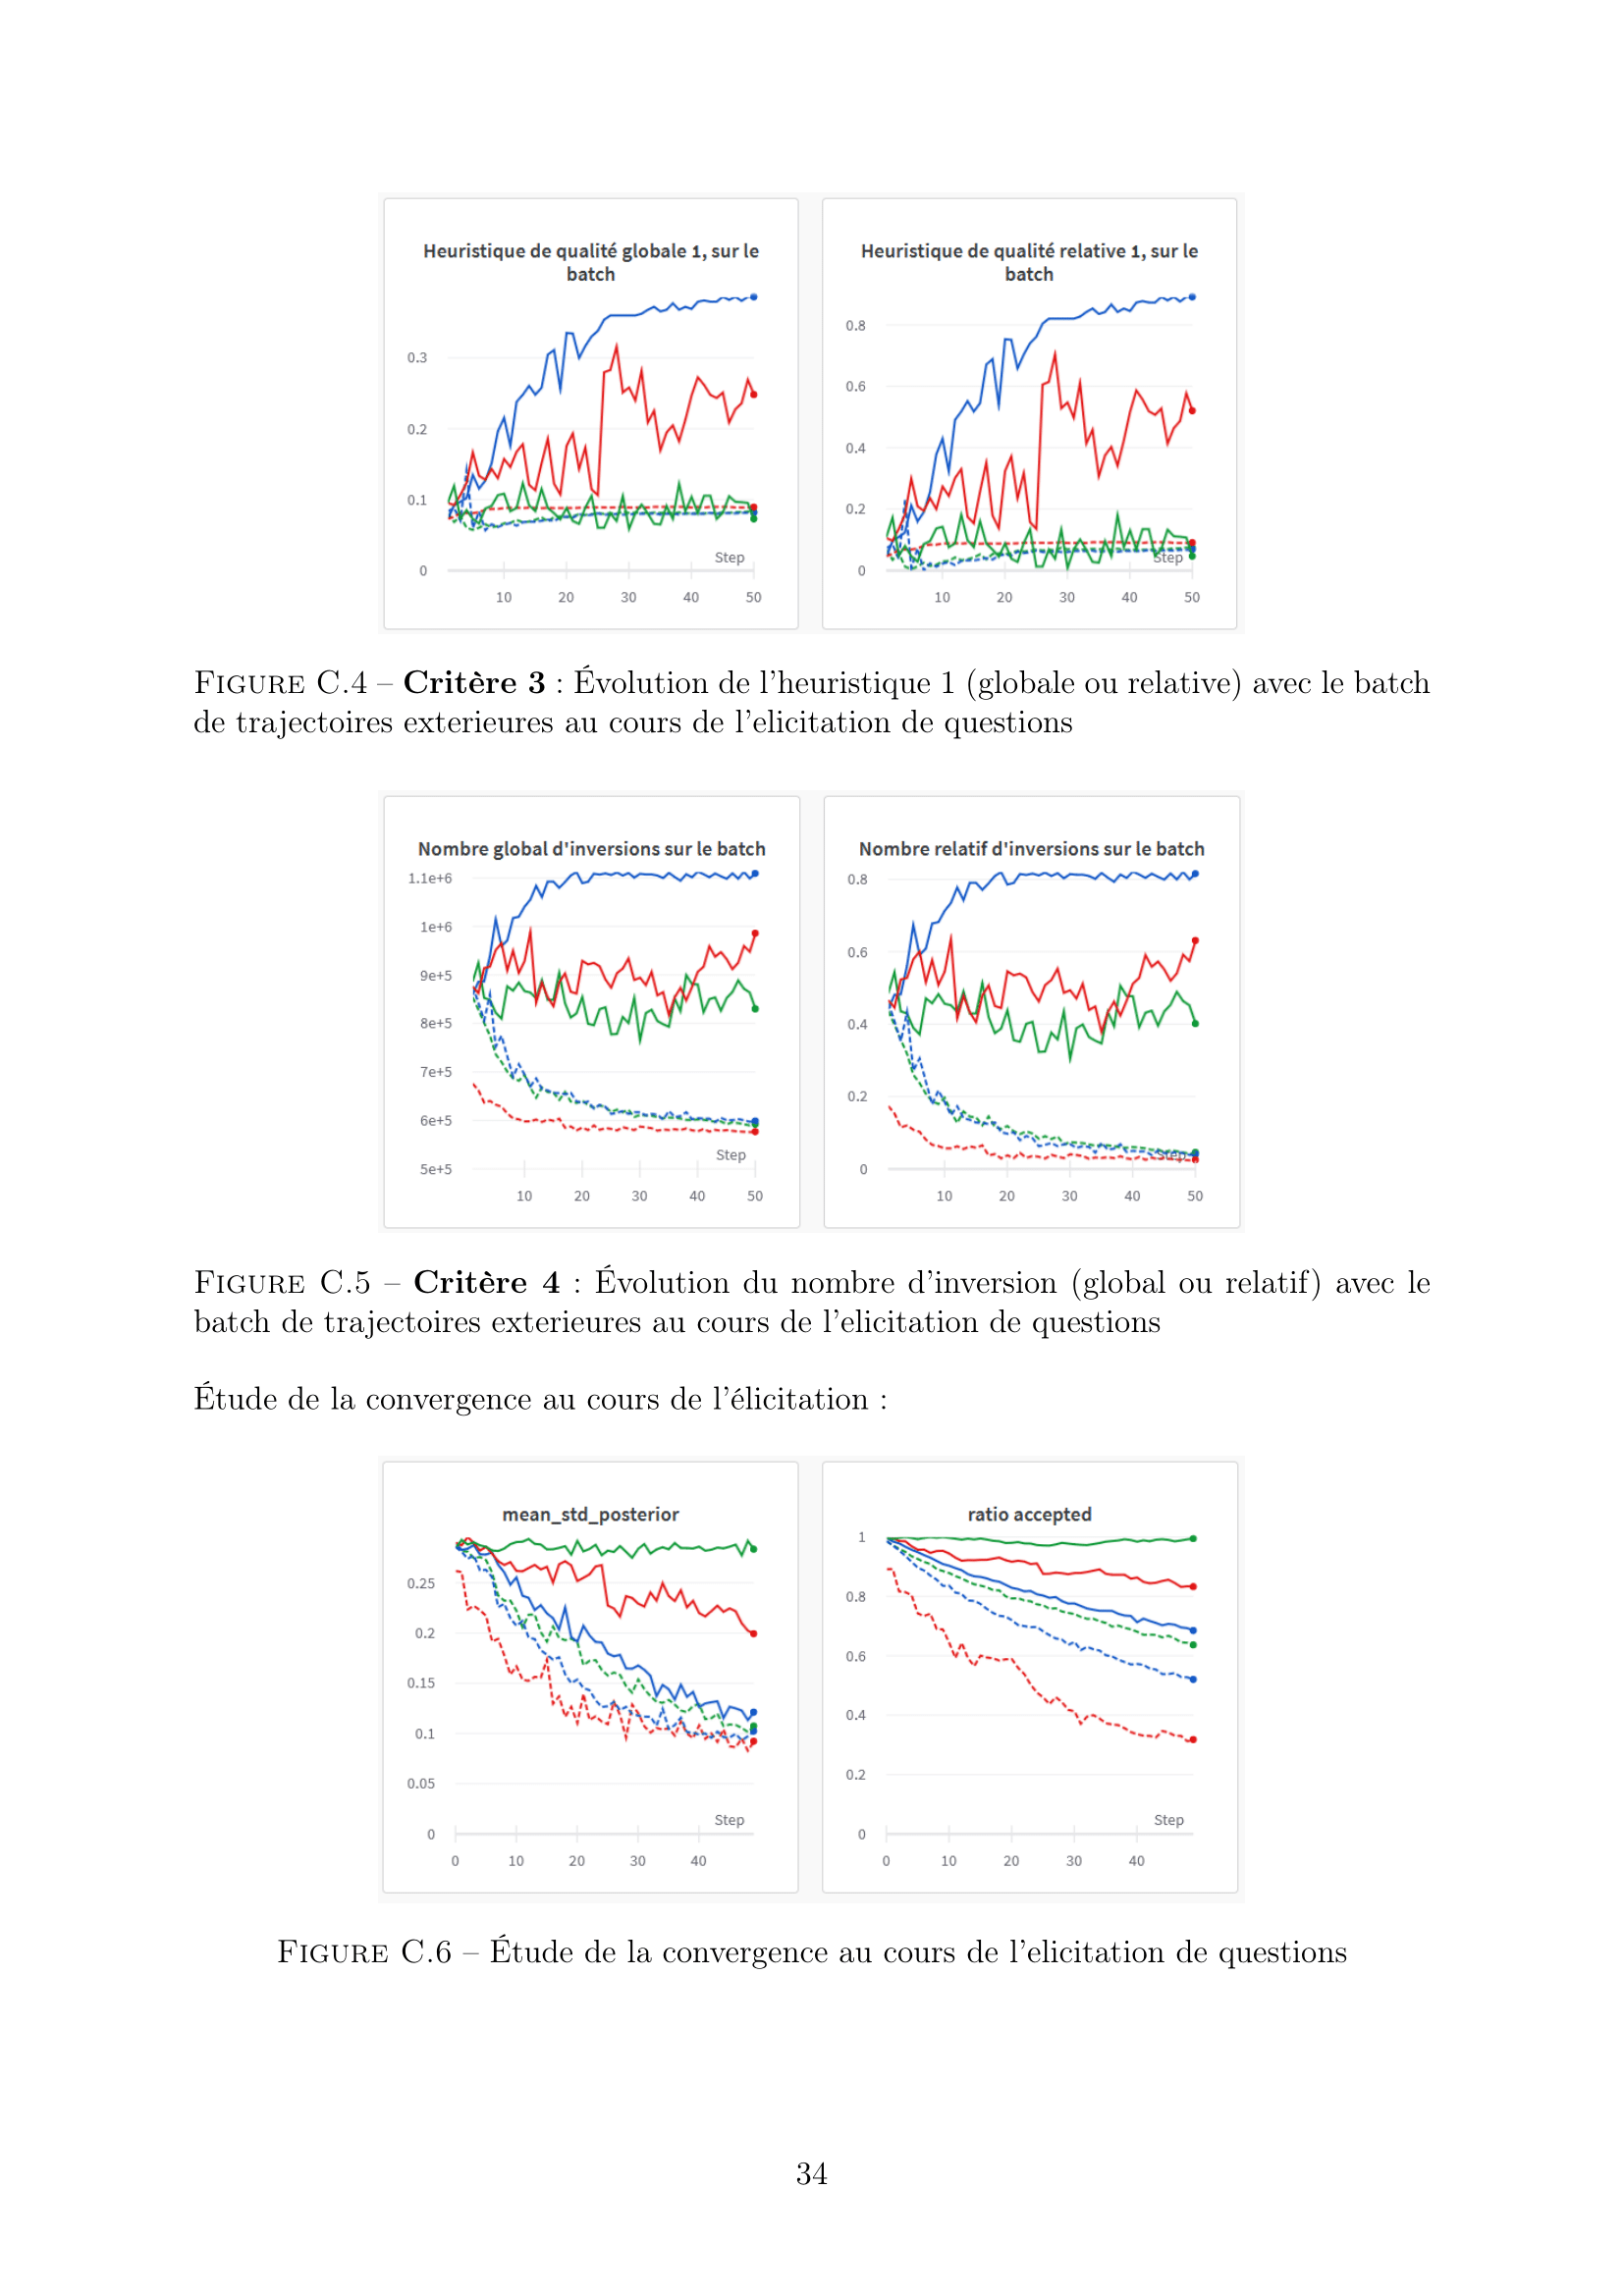 Heuristique de qualité globale 1, sur le
batch
0.3
0.2
0.1
0
Step
10 20 30 40 50
Heuristique de qualité relative 1, sur le
batch
0.8
0.6
0.4
0.2
0
Step
10 20 30 40 50
FIGURE C.4 – Critère 3 : Évolution de l'heuristique 1 (globale ou relative) avec le batch
de trajectoires exterieures au cours de l'elicitation de questions
Nombre global d'inversions sur le batch
1.1e+6
1e+6
9e+5
8e+5
7e+5
6e+5
5e+5
Step
10 20 30 40 50
Nombre relatif d'inversions sur le batch
0.8
0.6
0.4
0.2
0
Step
10 20 30 40 50
FIGURE C.5 – Critère 4 : Évolution du nombre d'inversion (global ou relatif) avec le
batch de trajectoires exterieures au cours de l'elicitation de questions
Étude de la convergence au cours de l'élicitation :
mean_std_posterior
0.25
0.2
0.15
0.1
0.05
0
Step
0 10 20 30 40
ratio accepted
1
0.8
0.6
0.4
0.2
0
Step
0 10 20 30 40
FIGURE C.6 – Étude de la convergence au cours de l'elicitation de questions
34